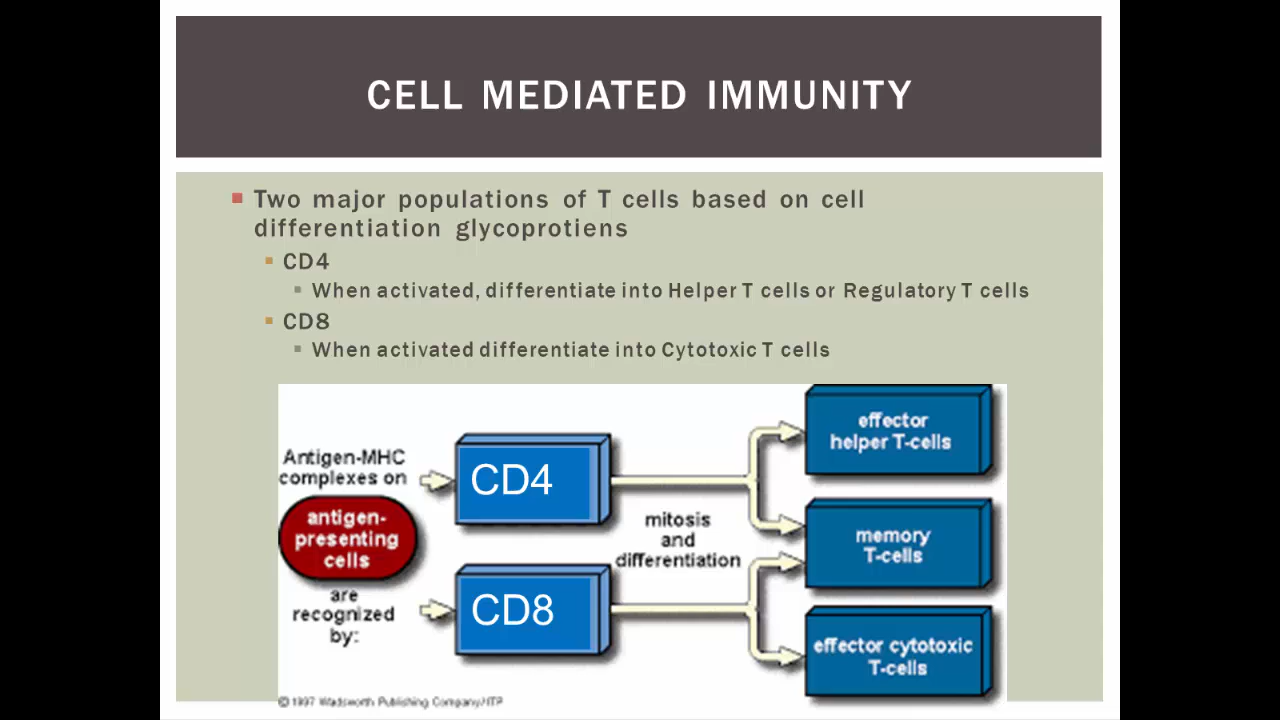 CELL MEDIATED IMMUNITY
Two major populations of T cells based on cell
differentiation glycoprotiens
CD4
When activated, differentiate into Helper T cells or Regulatory T cells
CD8
When activated differentiate into Cytotoxic T cells
Antigen-MHC
complexes on
antigen-
presenting
cells
are
recognized
by:
CD4
CD8
mitosis
and
differentiation
effector
helper T-cells
memory
T-cells
effector cytotoxic
T-cells
© 1997 Wadsworth Publishing Company/ITP